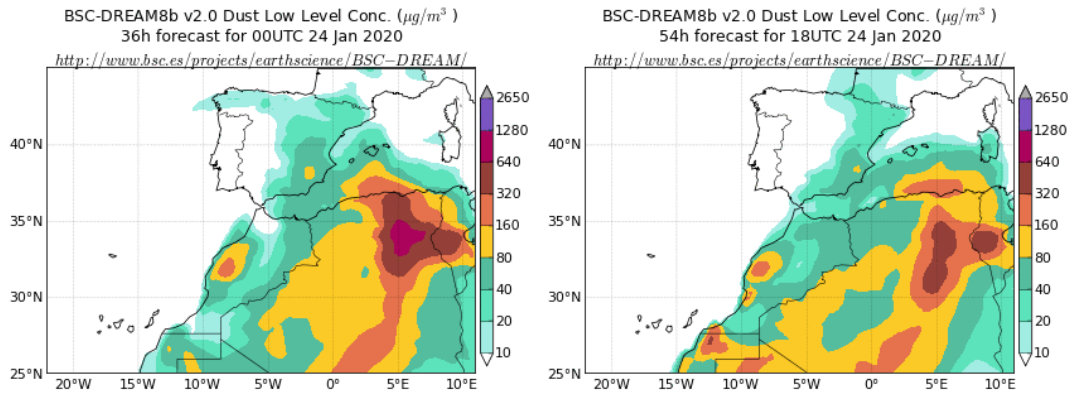 BSC-DREAM8b v2.0 Dust Low Level Conc. (μg/m³ )
36h forecast for 00UTC 24 Jan 2020
http://www.bsc.es/projects/earthscience/BSC−DREAM/
40°N
35°N
30°N
25°N
20°W 15°W 10°W 5°W 0° 5°E 10°E
2650
1280
640
320
160
80
40
20
10
BSC-DREAM8b v2.0 Dust Low Level Conc. (μg/m³ )
54h forecast for 18UTC 24 Jan 2020
http://www.bsc.es/projects/earthscience/BSC−DREAM/
40°N
35°N
30°N
25°N
20°W 15°W 10°W 5°W 0° 5°E 10°E
2650
1280
640
320
160
80
40
20
10